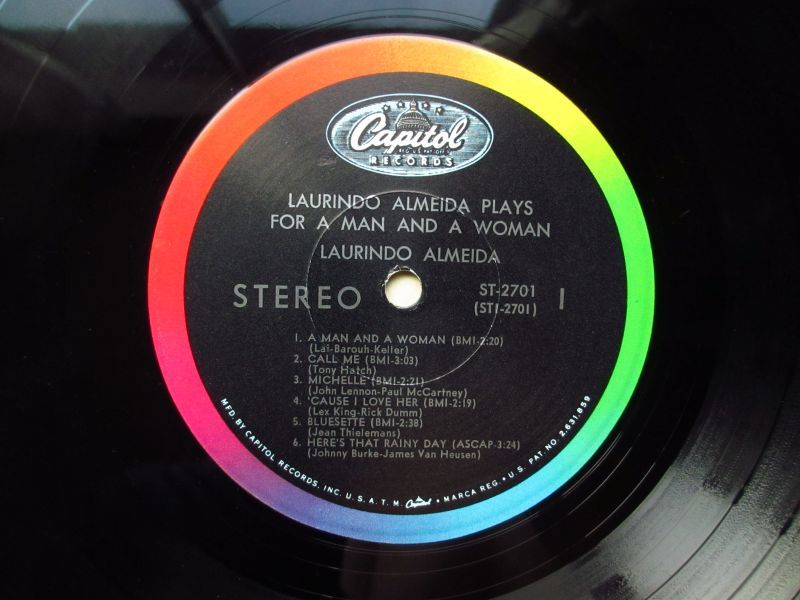 Capitol
REG. U.S. PAT. OFF.
RECORDS
LAURINDO ALMEIDA PLAYS
FOR A MAN AND A WOMAN
LAURINDO ALMEIDA
STEREO
ST-2701
(ST1-2701)
1
1. A MAN AND A WOMAN (BMI-2:20)
(Lai-Barouh-Keller)
2. CALL ME (BMI-3:03)
(Tony Hatch)
3. MICHELLE (BMI-2:21)
(John Lennon-Paul McCartney)
4. 'CAUSE I LOVE HER (BMI-2:19)
(Lex King-Rick Dumm)
5. BLUESETTE (BMI-2:38)
(Jean Thielemans)
6. HERE'S THAT RAINY DAY (ASCAP-3:24)
(Johnny Burke-James Van Heusen)
MFD. BY CAPITOL RECORDS, INC. U. S. A. T. M. Capitol • MARCA REG. • U. S. PAT. NO. 2,631,859